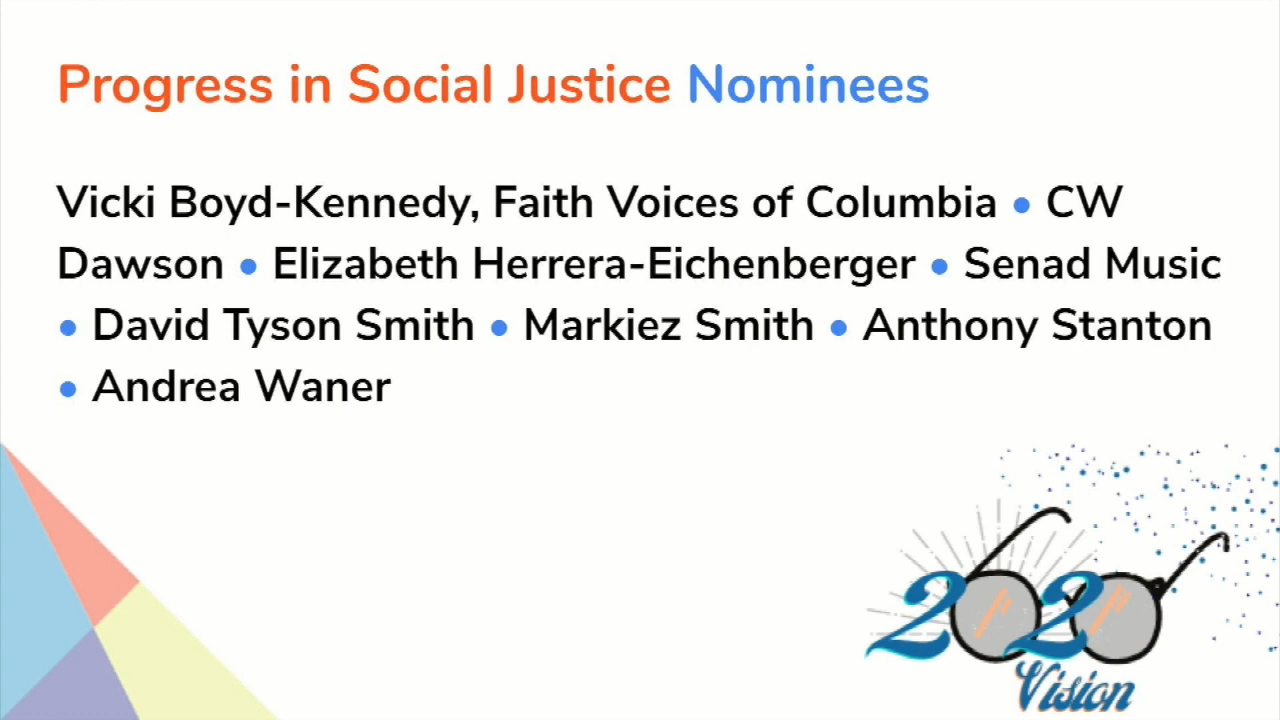 Progress in Social Justice Nominees
Vicki Boyd-Kennedy, Faith Voices of Columbia • CW
Dawson • Elizabeth Herrera-Eichenberger • Senad Music
• David Tyson Smith • Markiez Smith • Anthony Stanton
• Andrea Waner
2020
Vision